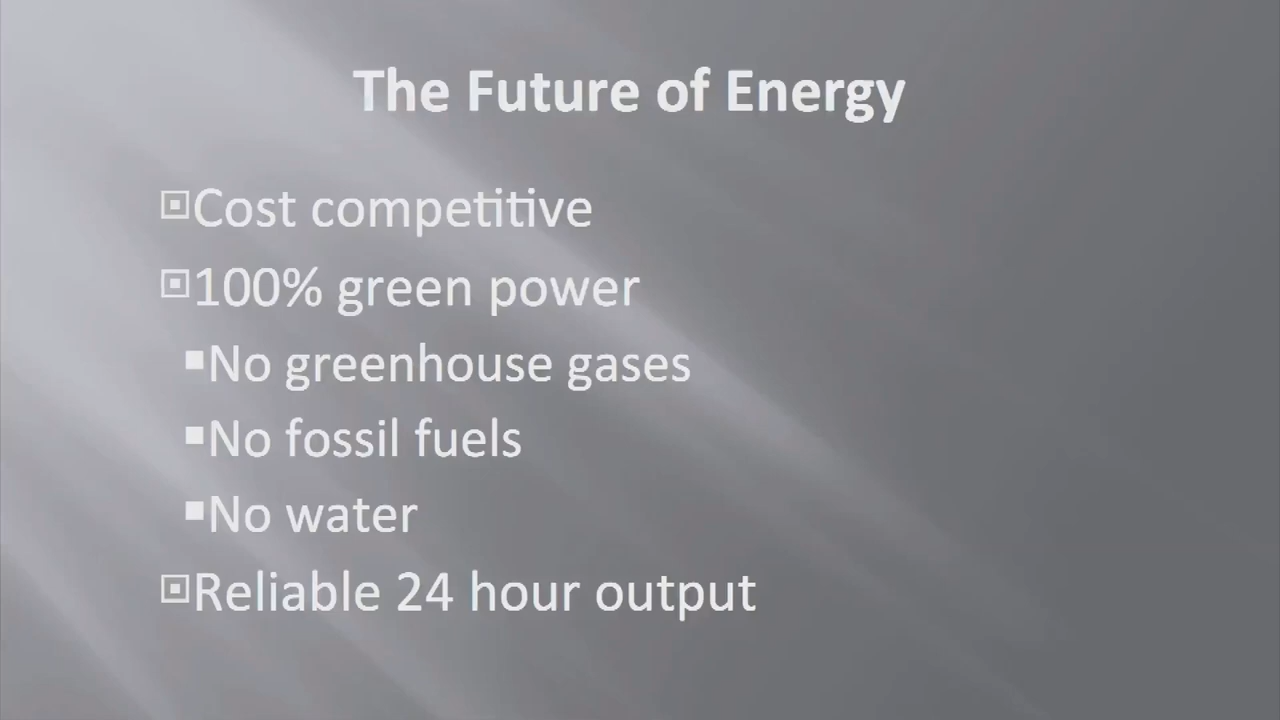 The Future of Energy
Cost competitive
100% green power
No greenhouse gases
No fossil fuels
No water
Reliable 24 hour output